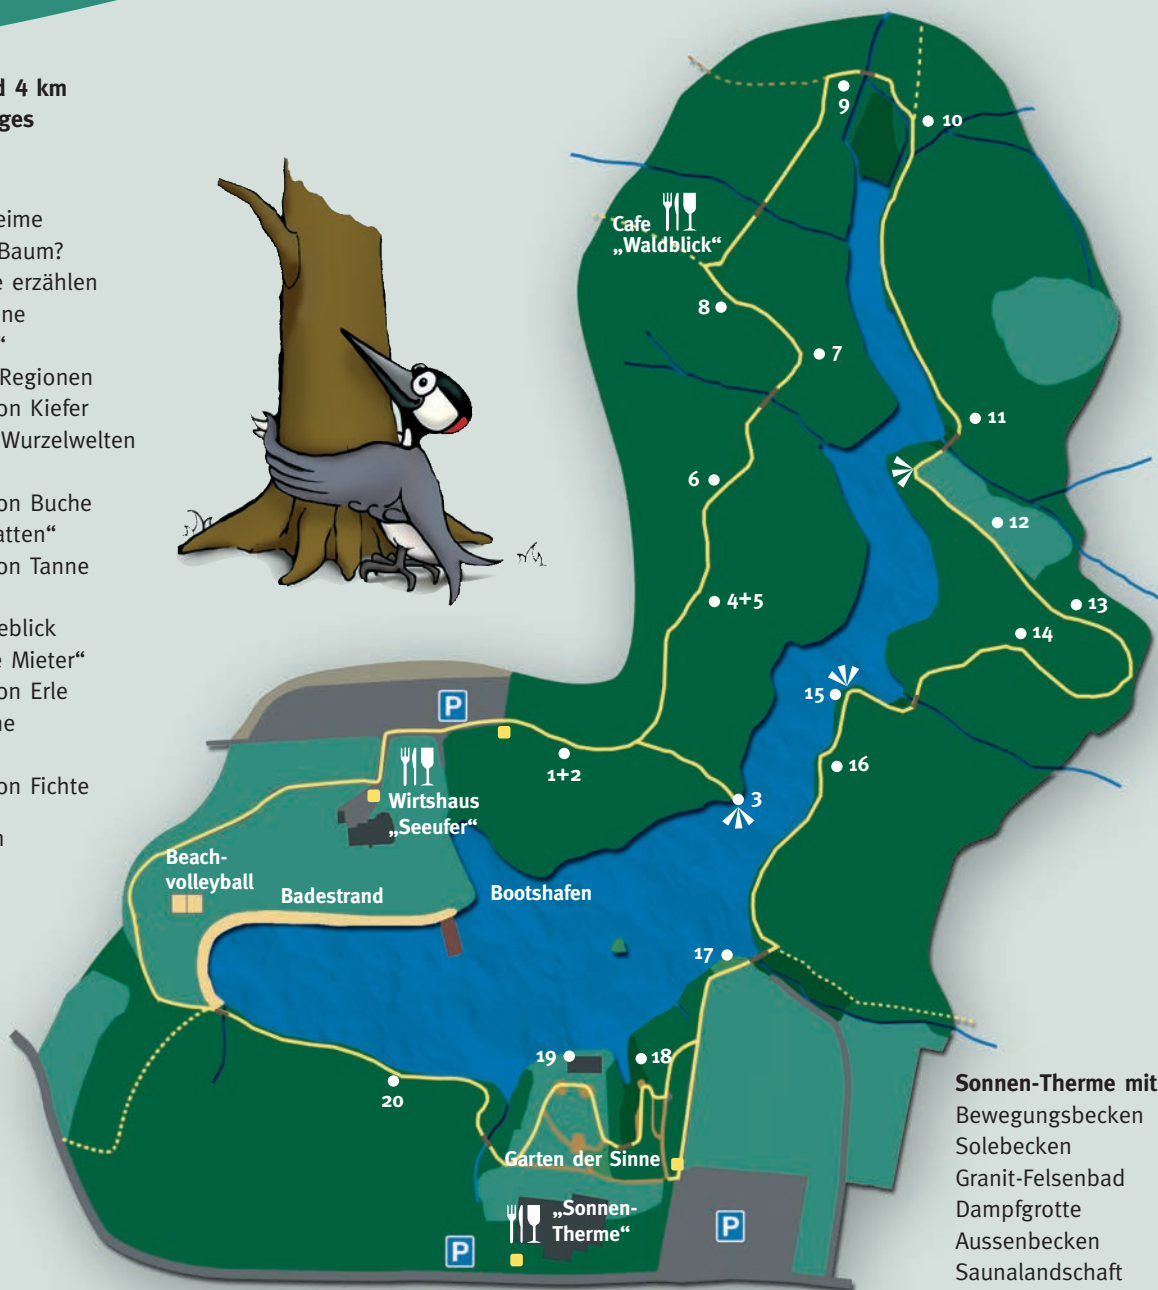 d 4 km
ges
eime
Baum?
e erzählen
ne
“
Regionen
on Kiefer
Wurzelwelten
on Buche
atten“
on Tanne
eblick
e Mieter“
on Erle
ne
on Fichte
n
9
10
Cafe
„Waldblick“
8
7
11
6
12
4+5
13
14
15
P
1+2
16
3
Wirtshaus
„Seeufer“
Beach-
volleyball
Badestrand
Bootshafen
17
19
18
20
Garten der Sinne
„Sonnen-
Therme“
P
P
Sonnen-Therme mit
Bewegungsbecken
Solebecken
Granit-Felsenbad
Dampfgrotte
Aussenbecken
Saunalandschaft